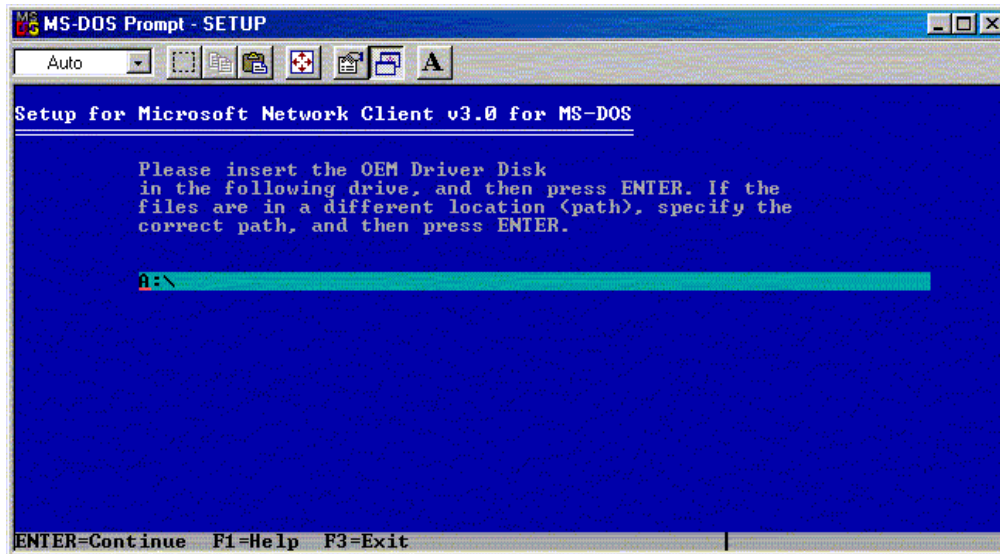 MS-DOS Prompt - SETUP
Auto
A
Setup for Microsoft Network Client v3.0 for MS-DOS
Please insert the OEM Driver Disk
in the following drive, and then press ENTER. If the
files are in a different location (path), specify the
correct path, and then press ENTER.
A:\
ENTER=Continue F1=Help F3=Exit